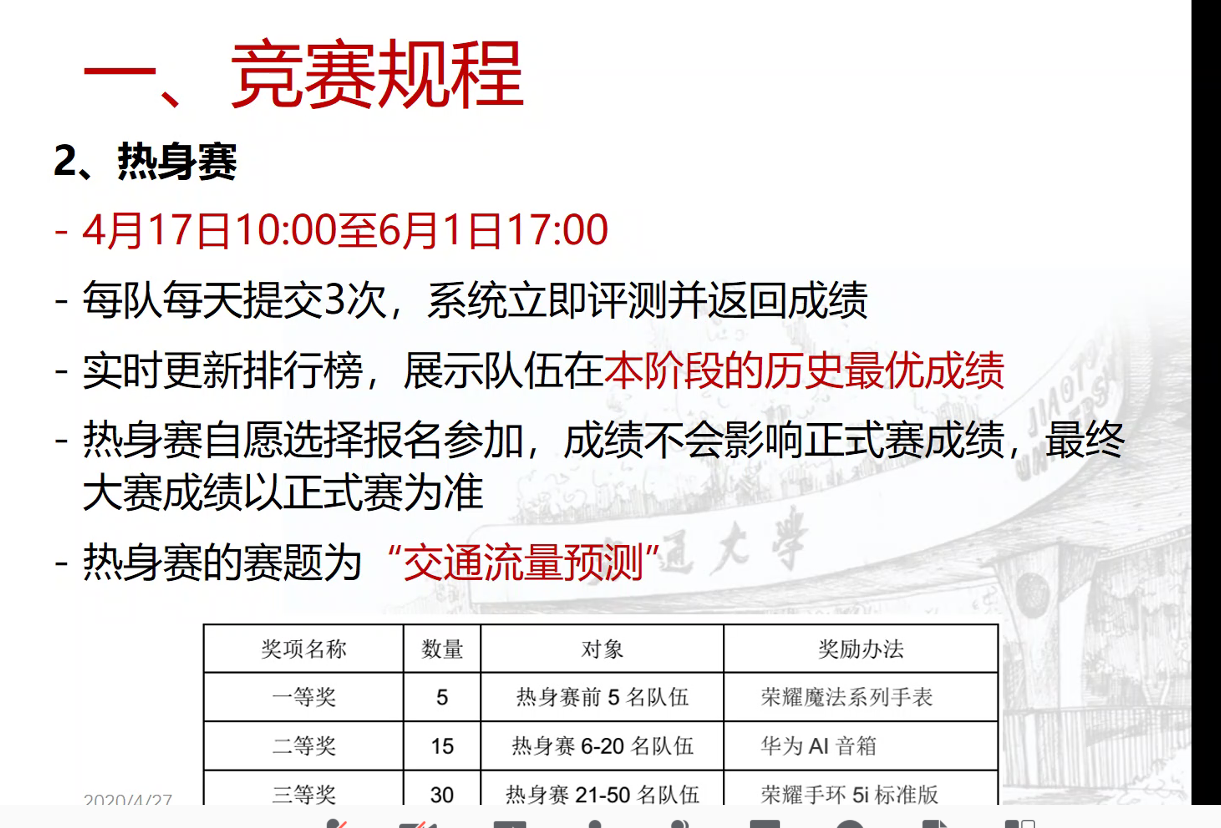 一、竞赛规程
2、热身赛
- 4月17日10:00至6月1日17:00
- 每队每天提交3次，系统立即评测并返回成绩
- 实时更新排行榜，展示队伍在本阶段的历史最优成绩
- 热身赛自愿选择报名参加，成绩不会影响正式赛成绩，最终
大赛成绩以正式赛为准
- 热身赛的赛题为“交通流量预测”
通大学
JIAOTONG
UNIVERSITY
奖项名称 数量 对象 奖励办法
一等奖 5 热身赛前 5 名队伍 荣耀魔法系列手表
二等奖 15 热身赛 6-20 名队伍 华为 AI 音箱
三等奖 30 热身赛 21-50 名队伍 荣耀手环 5i 标准版
2020/4/27